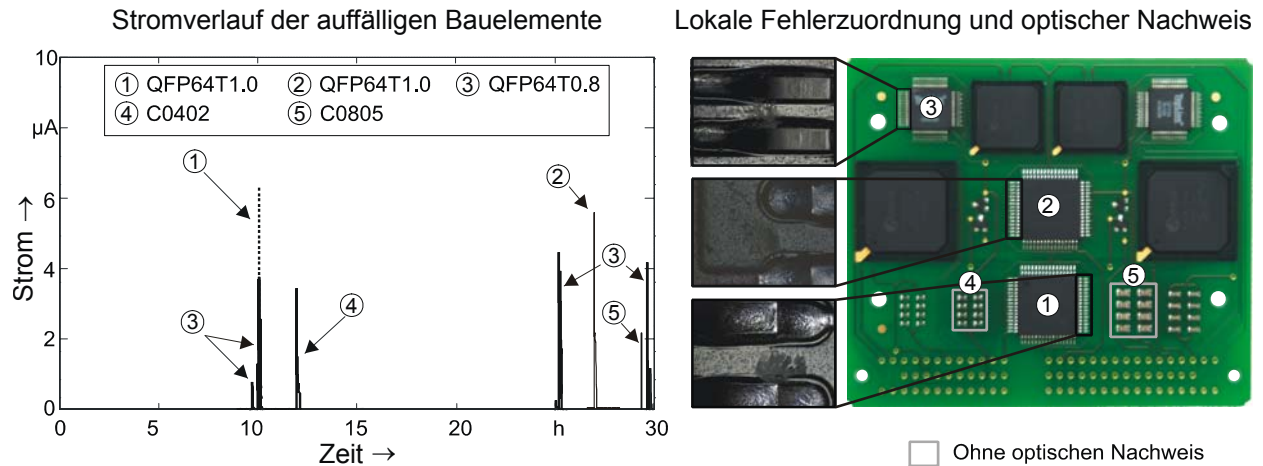 Stromverlauf der auffälligen Bauelemente
10
µA
6
4
2
0
Strom →
① QFP64T1.0 ② QFP64T1.0 ③ QFP64T0.8
④ C0402 ⑤ C0805
①
②
③
③
④
⑤
0 5 10 15 20 h 30
Zeit →
Lokale Fehlerzuordnung und optischer Nachweis
③
②
④
⑤
①
Ohne optischen Nachweis